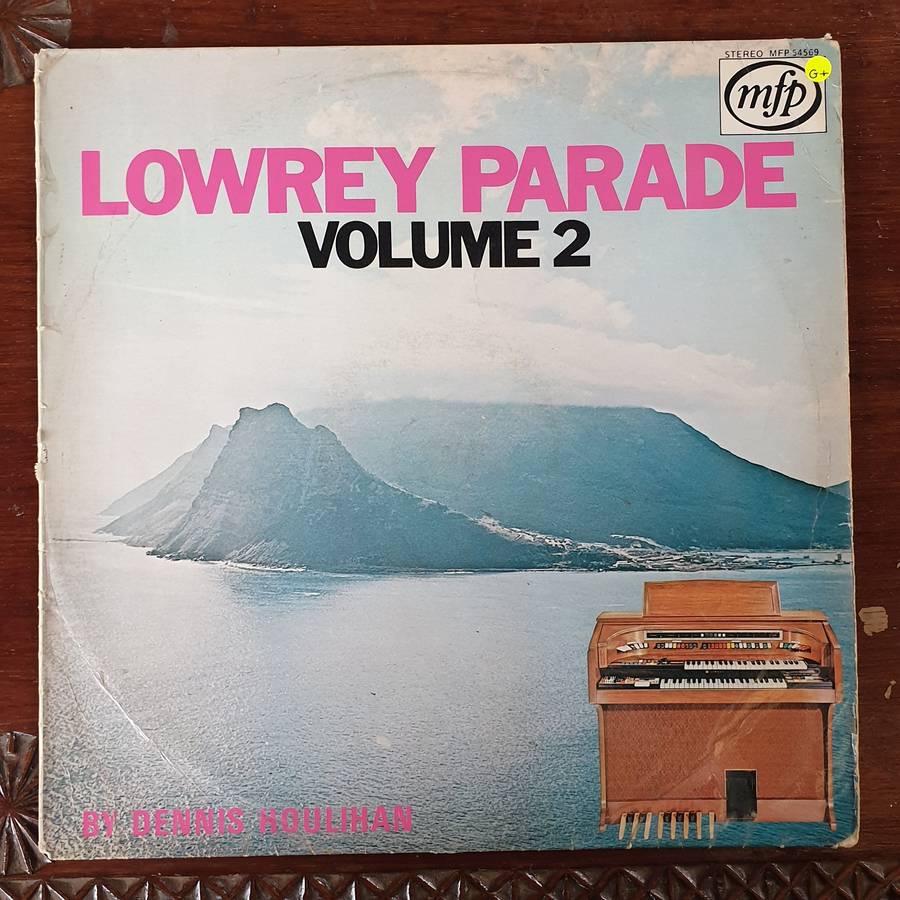 STEREO MFP 54569
G+
mfp
LOWREY PARADE
VOLUME 2
BY DENNIS HOULIHAN